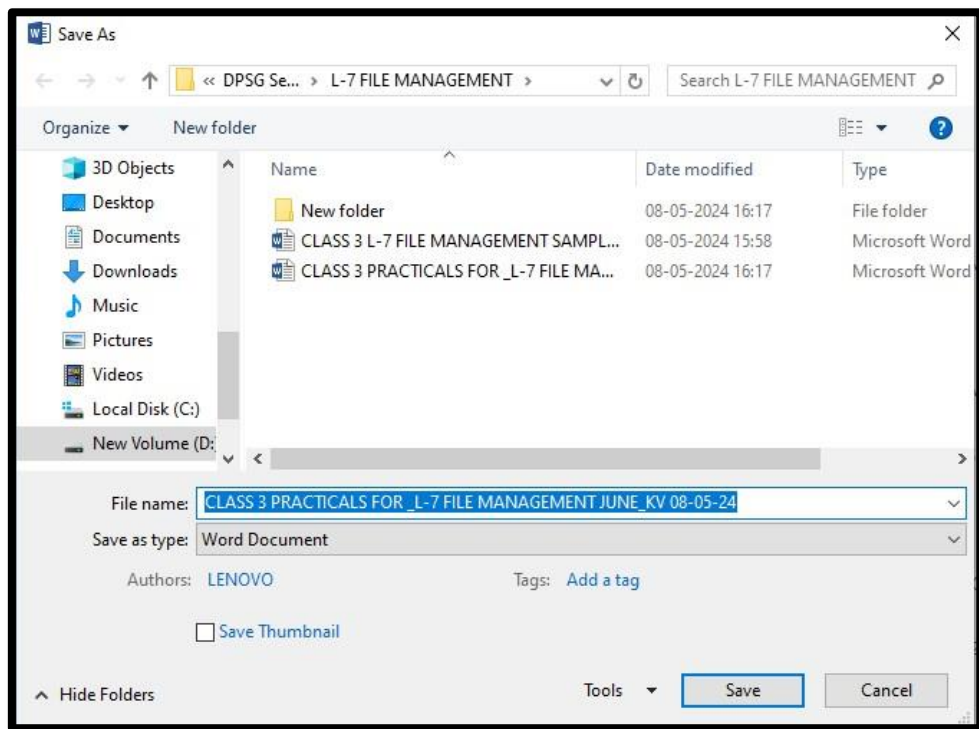 Save As
« DPSG Se... › L-7 FILE MANAGEMENT ›
Search L-7 FILE MANAGEMENT
Organize
New folder
3D Objects
Desktop
Documents
Downloads
Music
Pictures
Videos
Local Disk (C:)
New Volume (D:
Name Date modified Type
New folder 08-05-2024 16:17 File folder
CLASS 3 L-7 FILE MANAGEMENT SAMPL... 08-05-2024 15:58 Microsoft Word
CLASS 3 PRACTICALS FOR _L-7 FILE MA... 08-05-2024 16:17 Microsoft Word
File name: CLASS 3 PRACTICALS FOR _L-7 FILE MANAGEMENT JUNE_KV 08-05-24
Save as type: Word Document
Authors: LENOVO Tags: Add a tag
Save Thumbnail
Hide Folders Tools Save Cancel